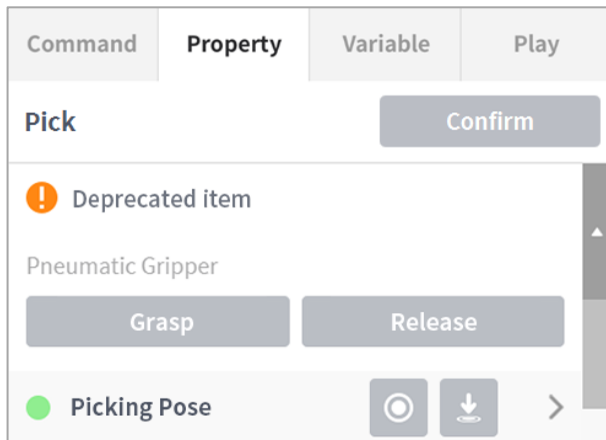 Command Property Variable Play
Pick Confirm
Deprecated item
Pneumatic Gripper
Grasp Release
Picking Pose